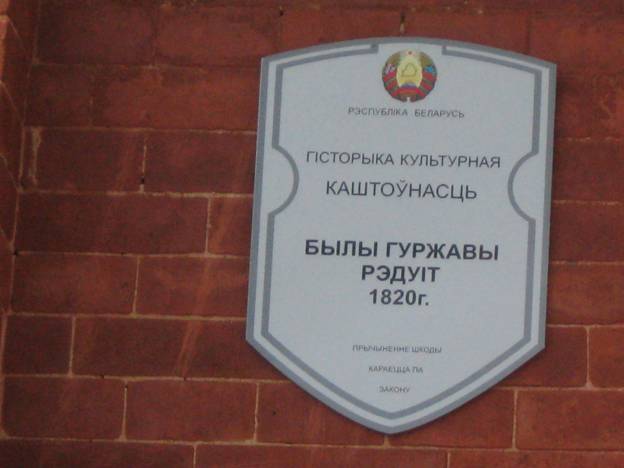 РЭСПУБЛІКА БЕЛАРУСЬ
ГІСТОРЫКА КУЛЬТУРНАЯ
КАШТОЎНАСЦЬ
БЫЛЫ ГУРЖАВЫ
РЭДУІТ
1820г.
ПРЫЧЫНЕННЕ ШКОДЫ
КАРАЕЦЦА ПА
ЗАКОНУ